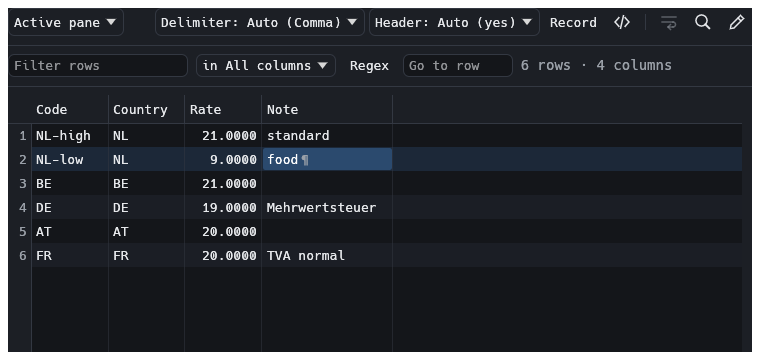 Active pane Delimiter: Auto (Comma) Header: Auto (yes) Record
Filter rows in All columns Regex Go to row 6 rows · 4 columns
Code Country Rate Note
1 NL-high NL 21.0000 standard
2 NL-low NL 9.0000 food¶
3 BE BE 21.0000
4 DE DE 19.0000 Mehrwertsteuer
5 AT AT 20.0000
6 FR FR 20.0000 TVA normal